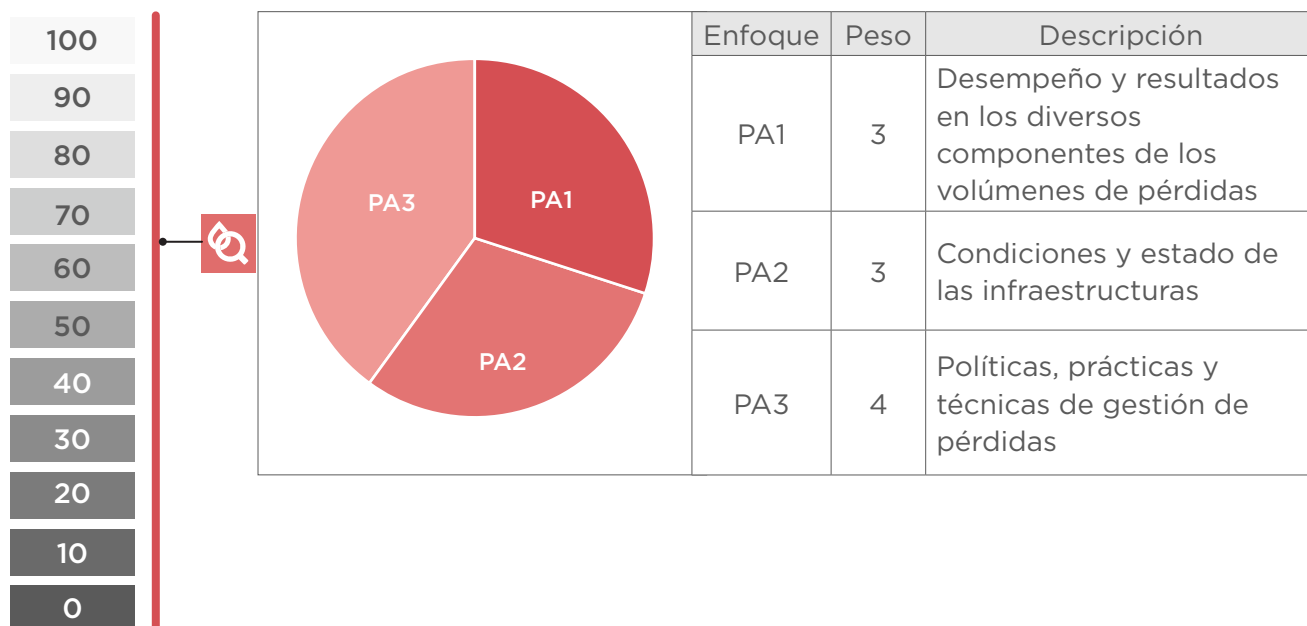 100
90
80
70
60
50
40
30
20
10
0
PA3
PA1
PA2
Enfoque Peso Descripción
PA1 3 Desempeño y resultados
en los diversos
componentes de los
volúmenes de pérdidas
PA2 3 Condiciones y estado de
las infraestructuras
PA3 4 Políticas, prácticas y
técnicas de gestión de
pérdidas